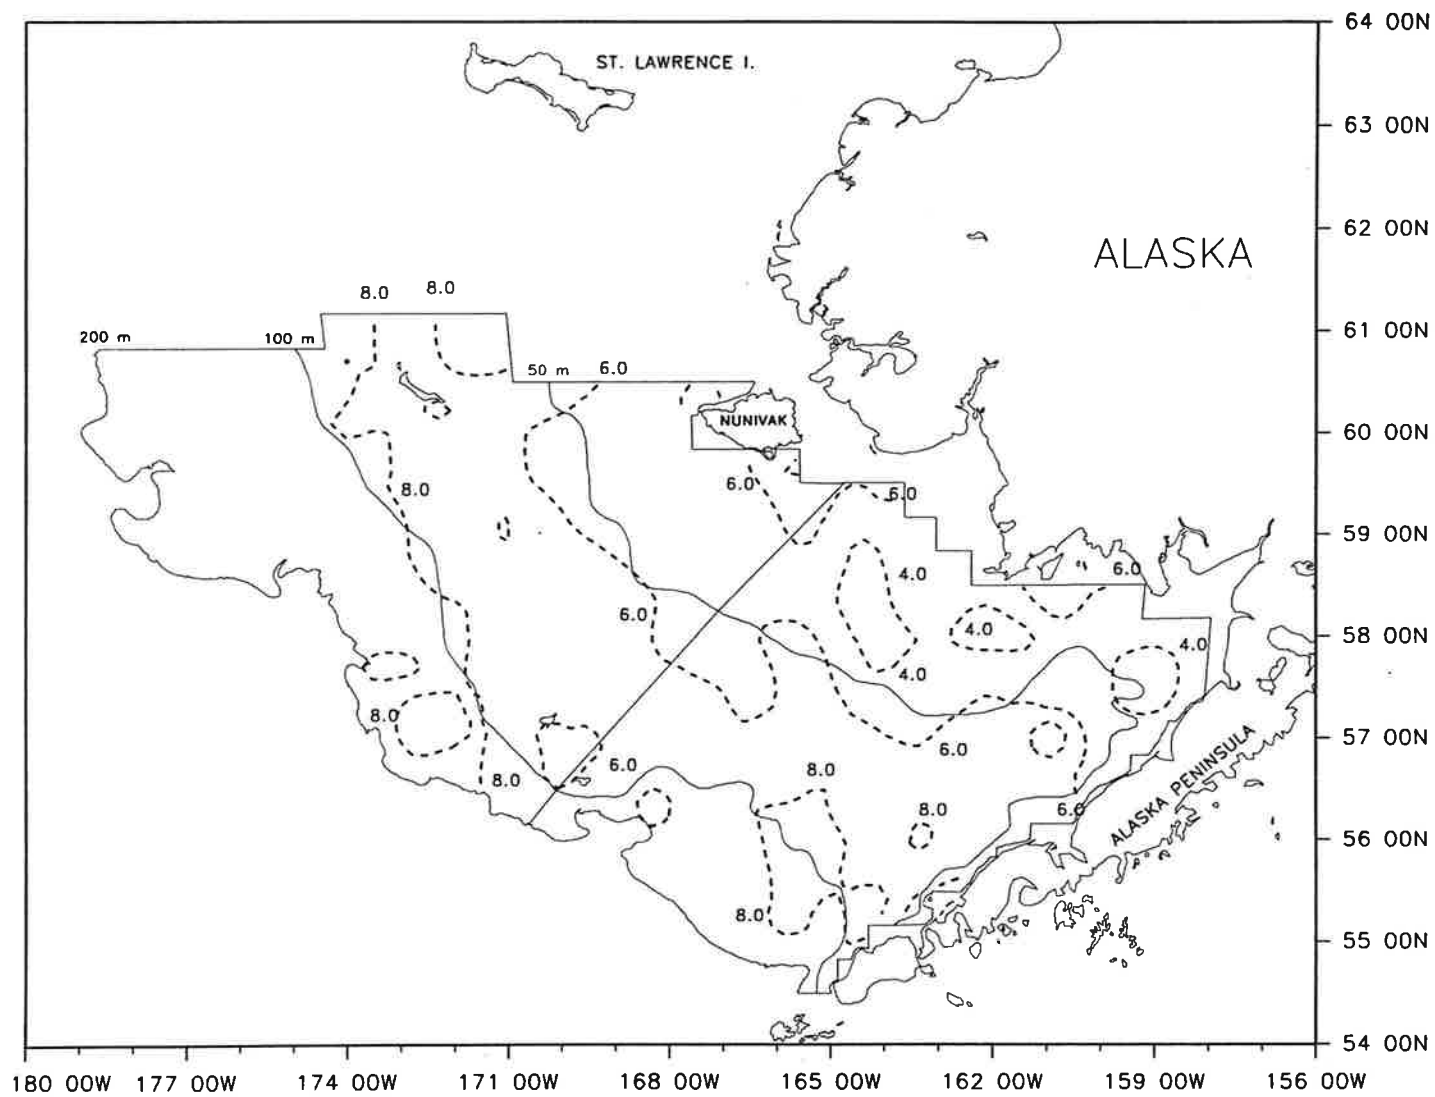 64 00N
ST. LAWRENCE I.
63 00N
62 00N
ALASKA
8.0
8.0
61 00N
200 m
100 m
50 m
6.0
NUNIVAK
60 00N
8.0
6.0
6.0
59 00N
4.0
6.0
6.0
4.0
58 00N
4.0
4.0
8.0
6.0
57 00N
8.0
6.0
8.0
8.0
6.0
ALASKA PENINSULA
56 00N
8.0
55 00N
54 00N
180 00W
177 00W
174 00W
171 00W
168 00W
165 00W
162 00W
159 00W
156 00W